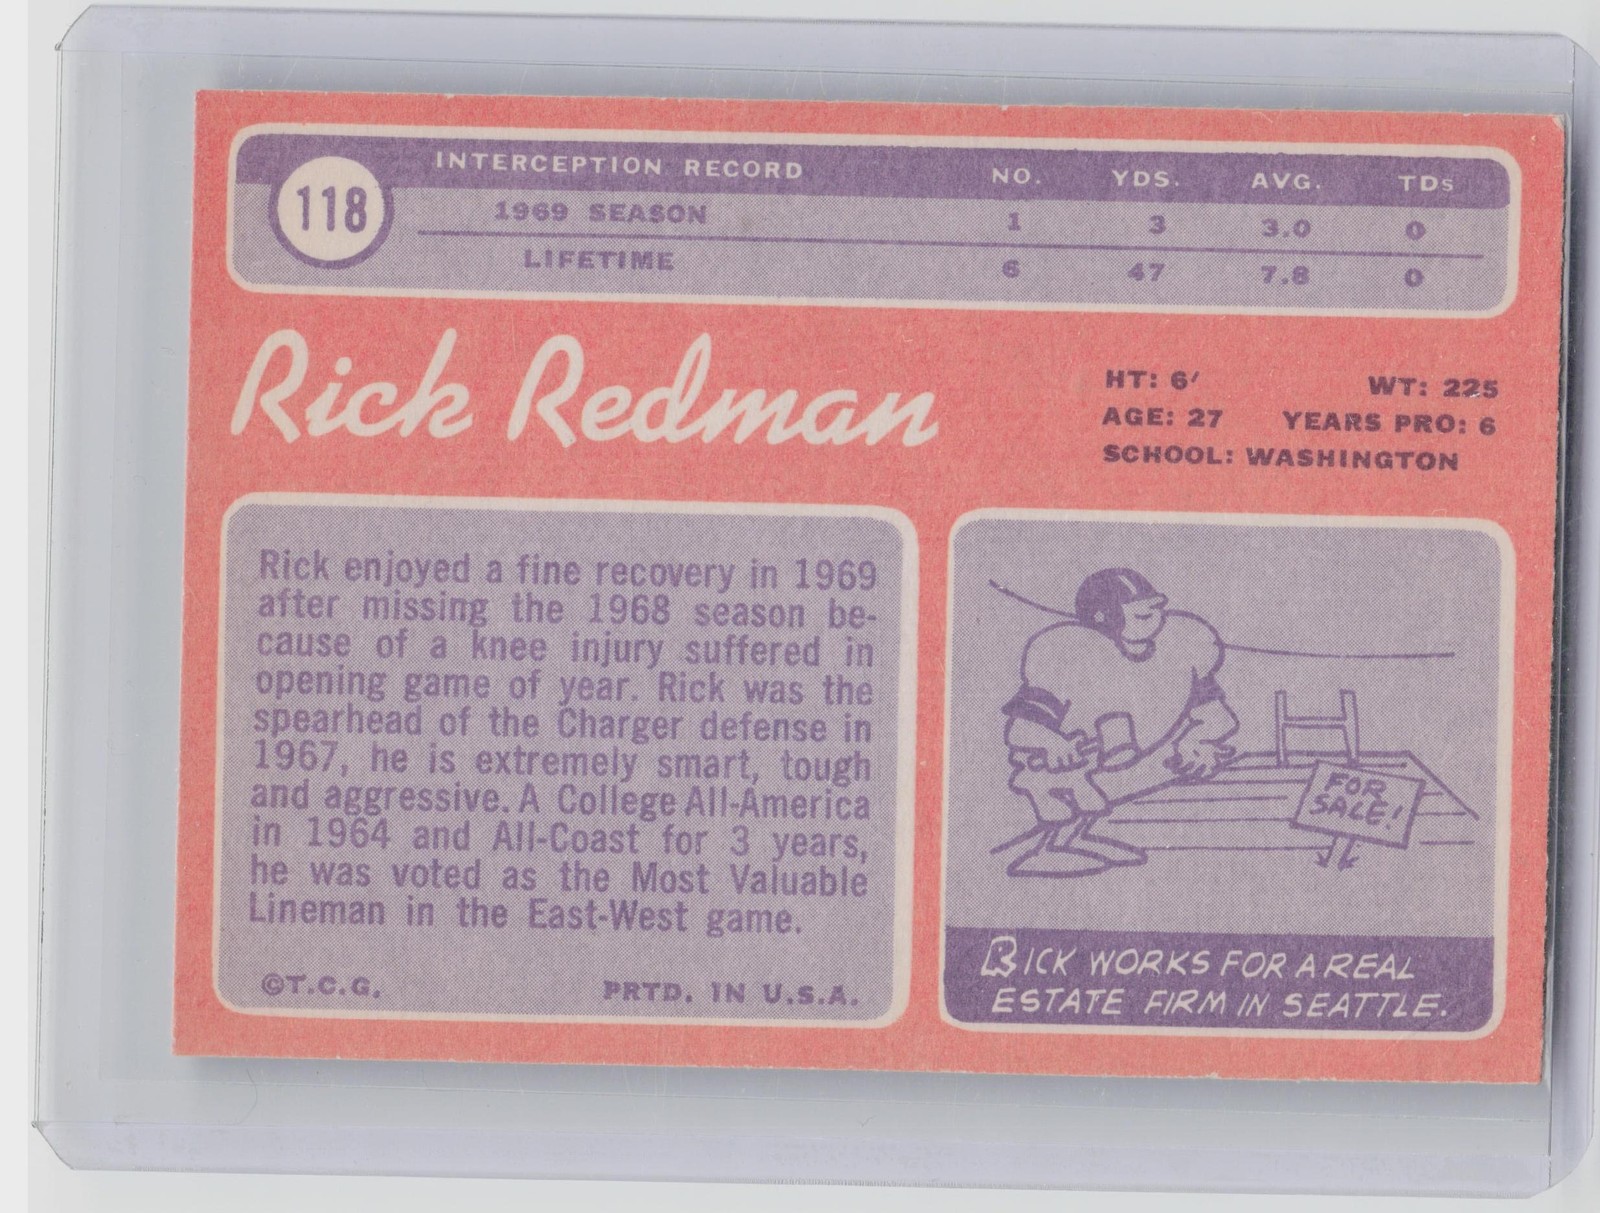 118
INTERCEPTION RECORD NO. YDS. AVG. TDs
1969 SEASON 1 3 3.0 0
LIFETIME 6 47 7.8 0
Rick Redman
HT: 6' WT: 225
AGE: 27 YEARS PRO: 6
SCHOOL: WASHINGTON
Rick enjoyed a fine recovery in 1969
after missing the 1968 season be-
cause of a knee injury suffered in
opening game of year. Rick was the
spearhead of the Charger defense in
1967, he is extremely smart, tough
and aggressive. A College All-America
in 1964 and All-Coast for 3 years,
he was voted as the Most Valuable
Lineman in the East-West game.
©T.C.G. PRTD. IN U.S.A.
FOR
SALE!
RICK WORKS FOR A REAL
ESTATE FIRM IN SEATTLE.